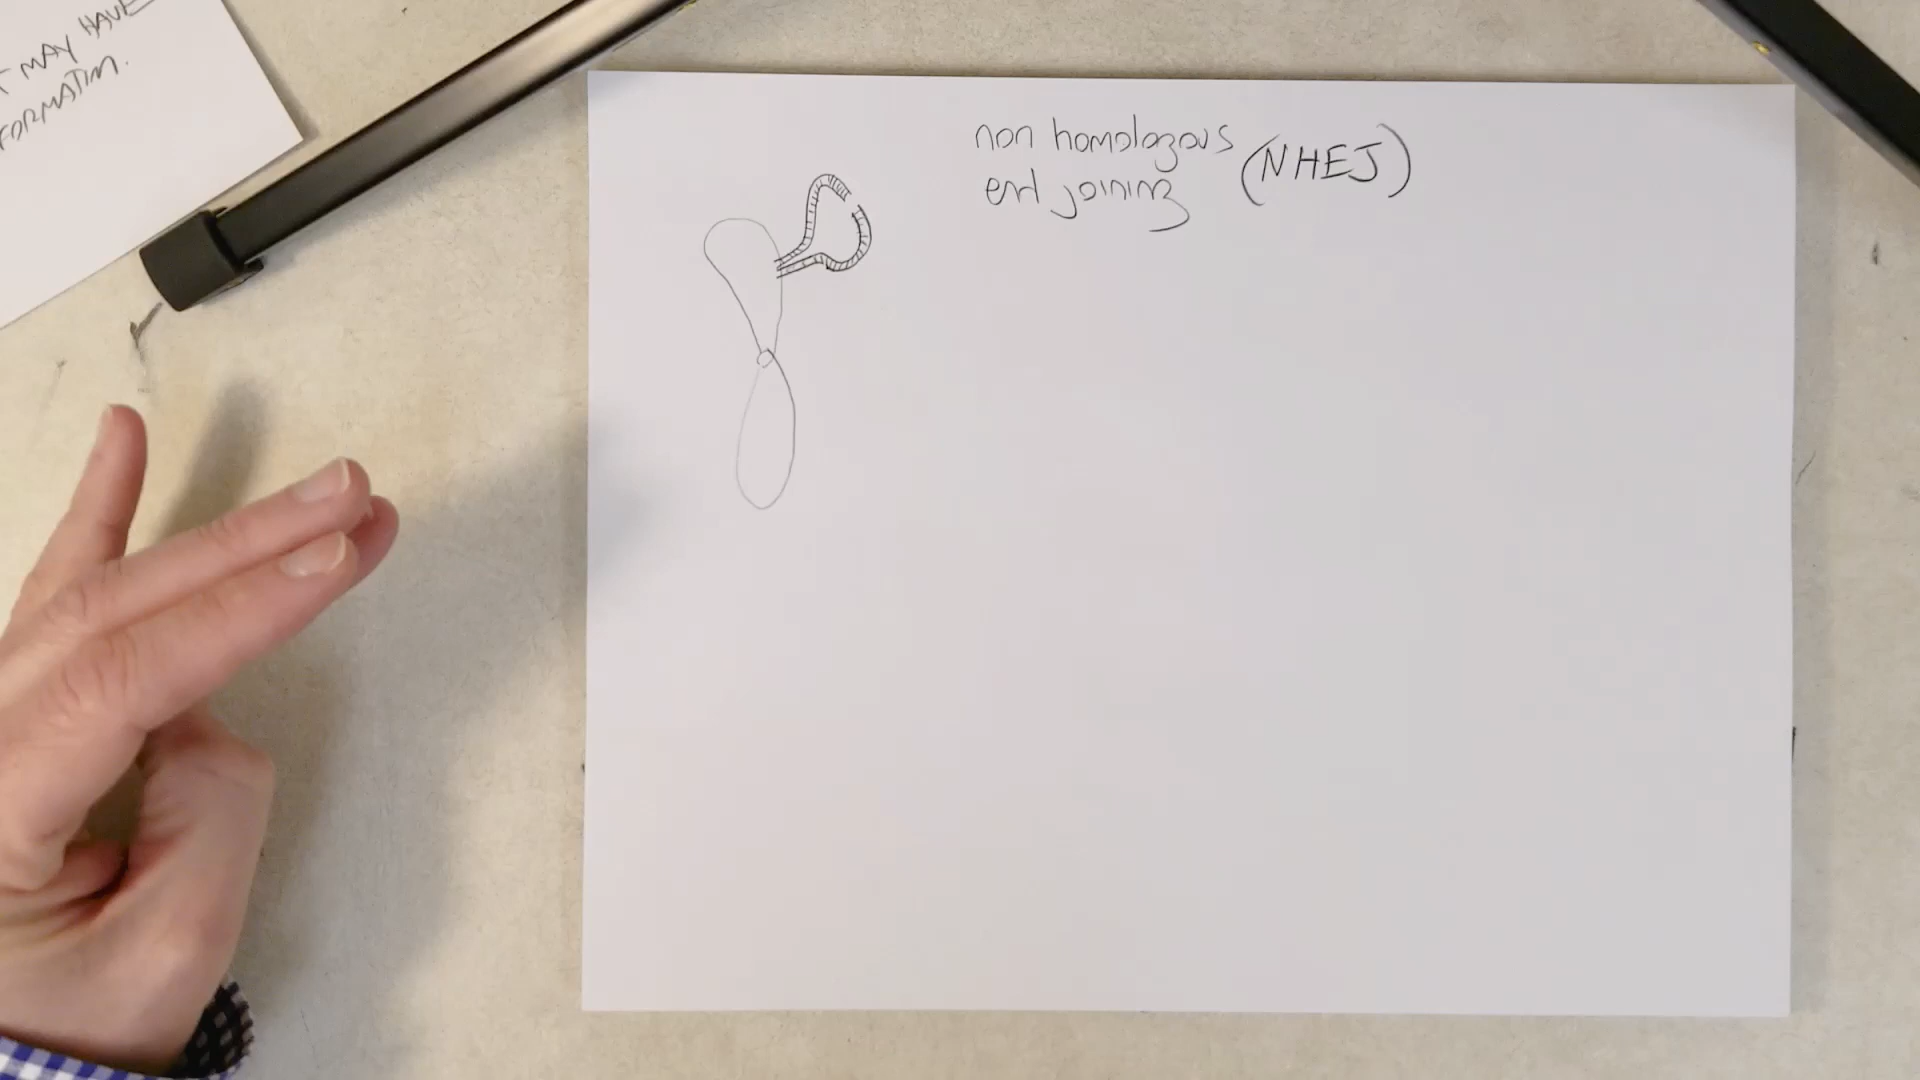 MAY HAVE
FORMATION.
non homologous
end joining
(NHEJ)